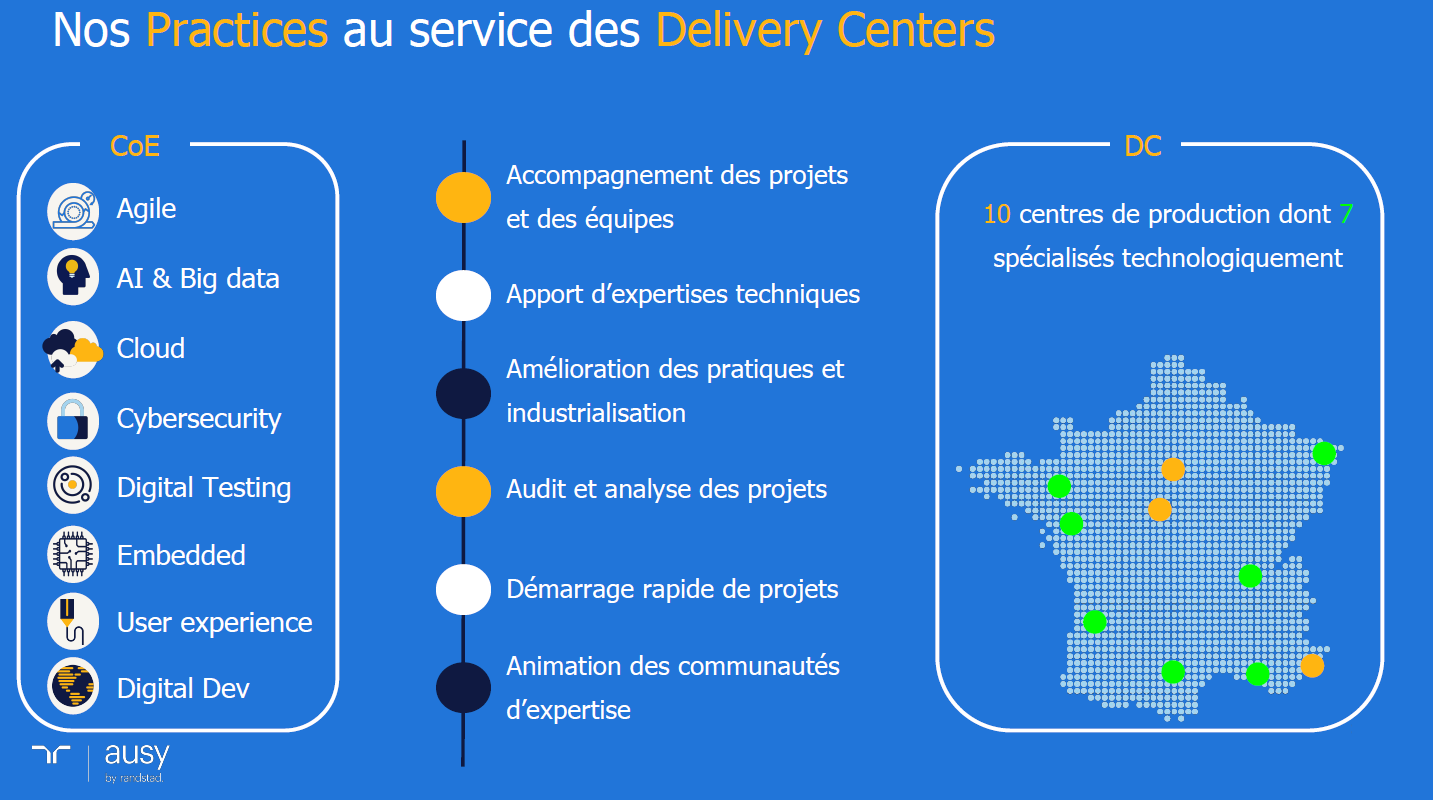 Nos Practices au service des Delivery Centers
CoE
Agile
AI & Big data
Cloud
Cybersecurity
Digital Testing
Embedded
User experience
Digital Dev
Accompagnement des projets
et des équipes
Apport d’expertises techniques
Amélioration des pratiques et
industrialisation
Audit et analyse des projets
Démarrage rapide de projets
Animation des communautés
d’expertise
DC
10 centres de production dont 7
spécialisés technologiquement
ausy
by randstad.